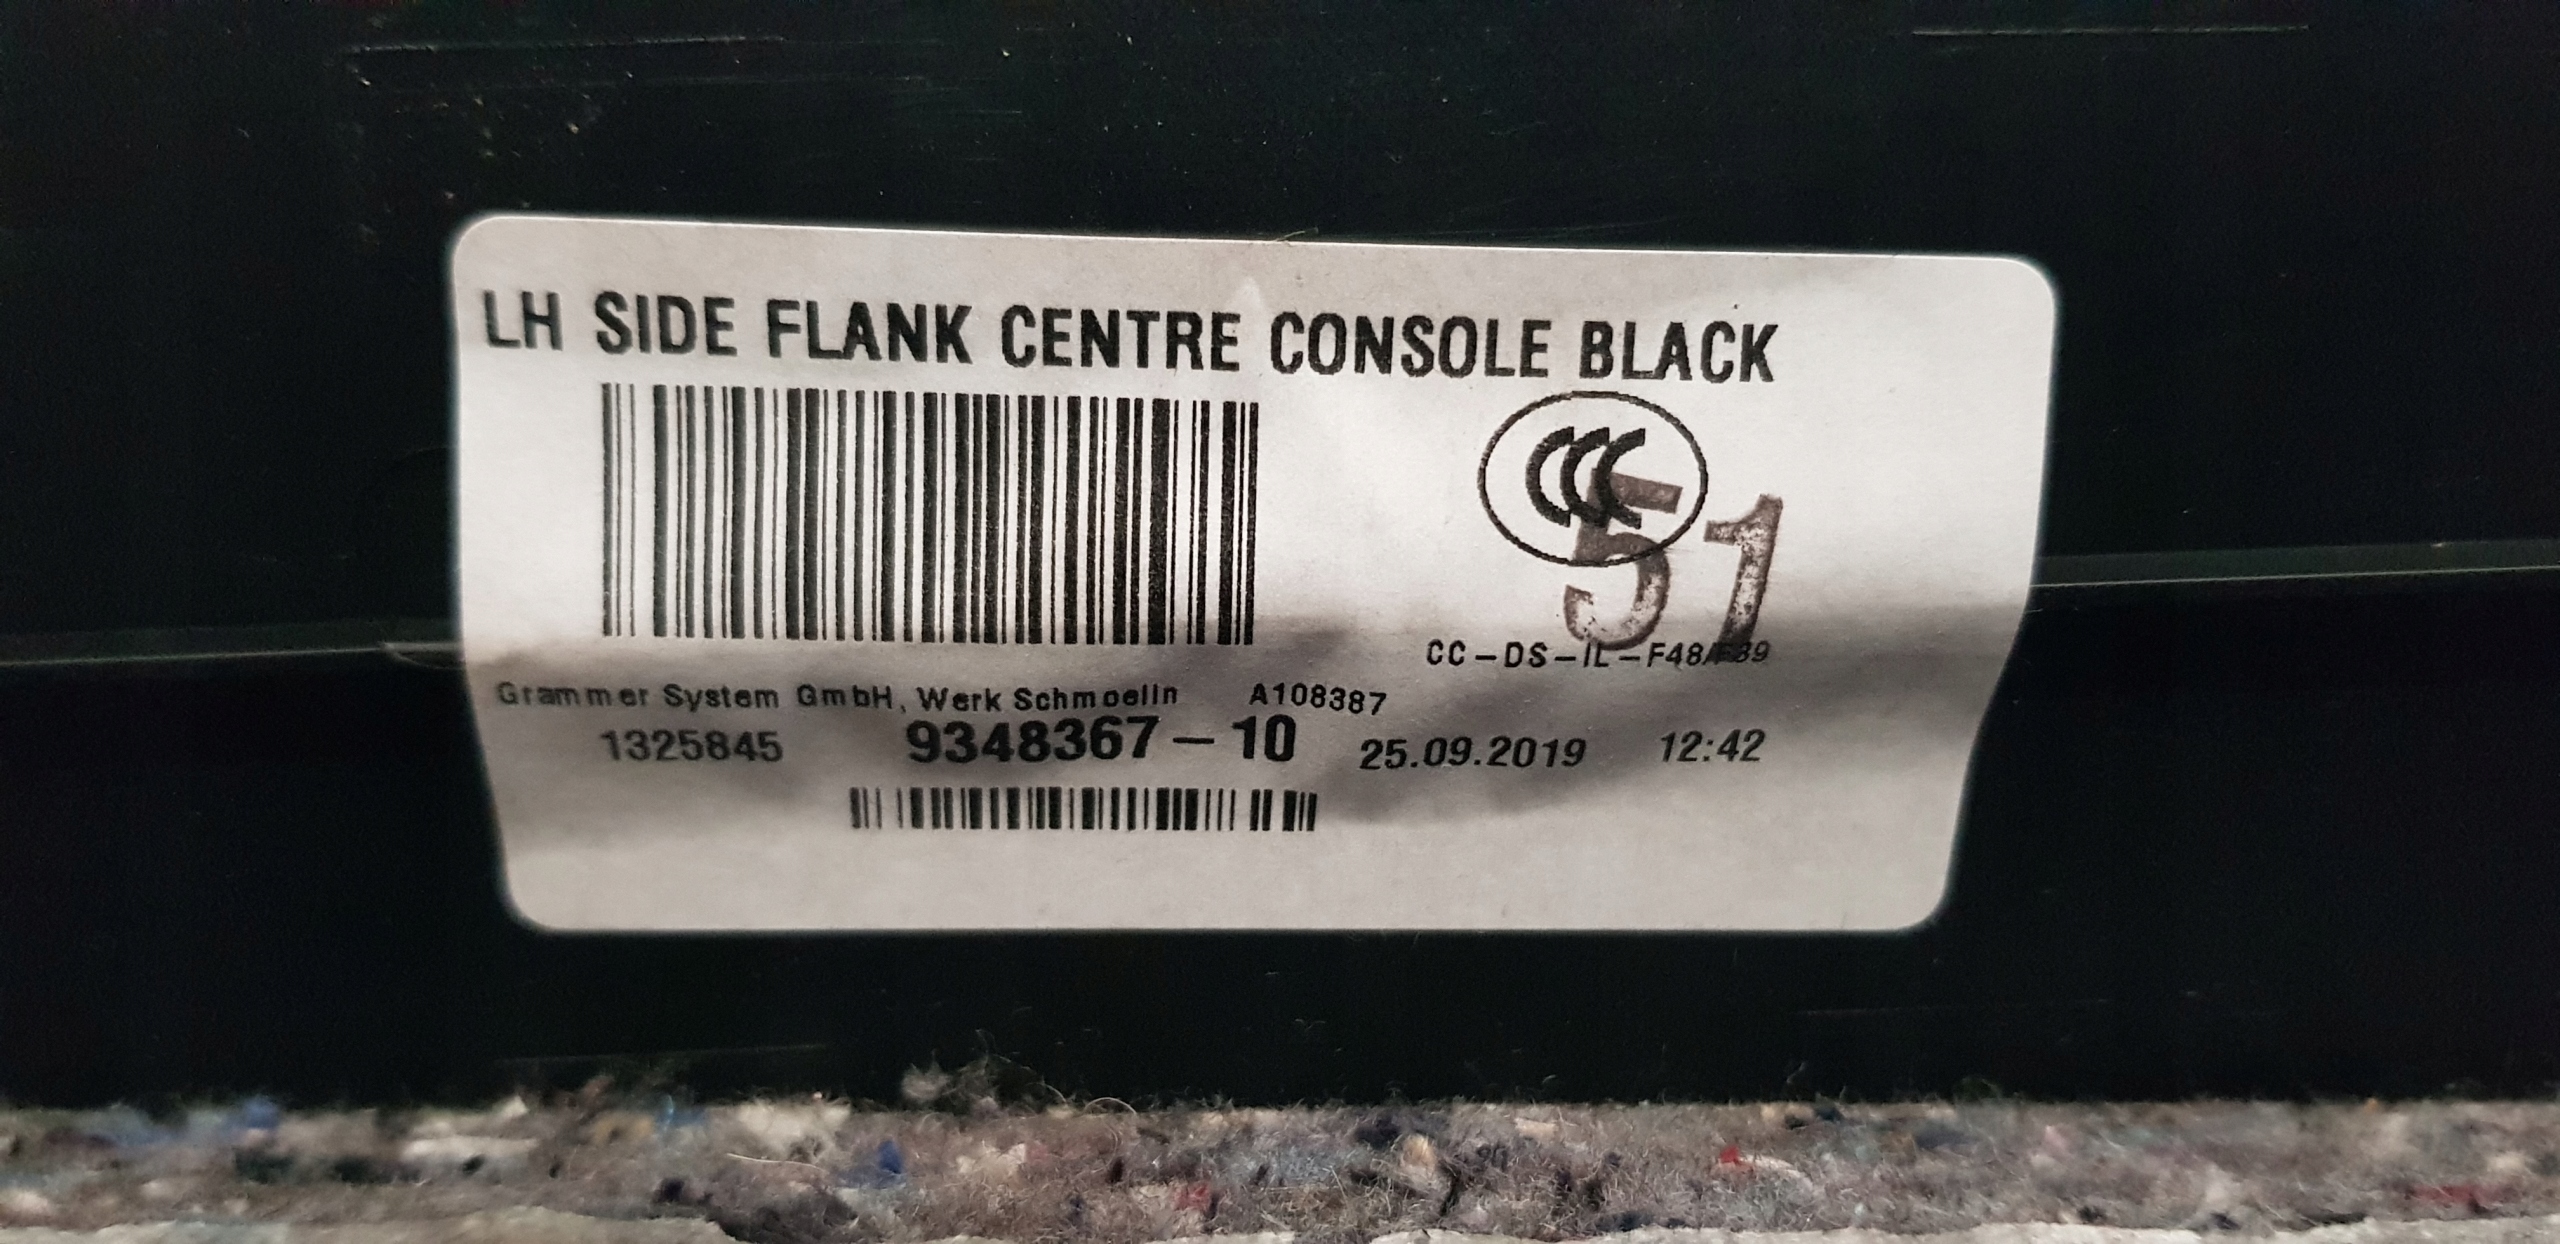 LH SIDE FLANK CENTRE CONSOLE BLACK
CCC
51
CC-DS-IL-F48/F39
Grammer System GmbH, Werk Schmoelln A108387
1325845 9348367-10 25.09.2019 12:42